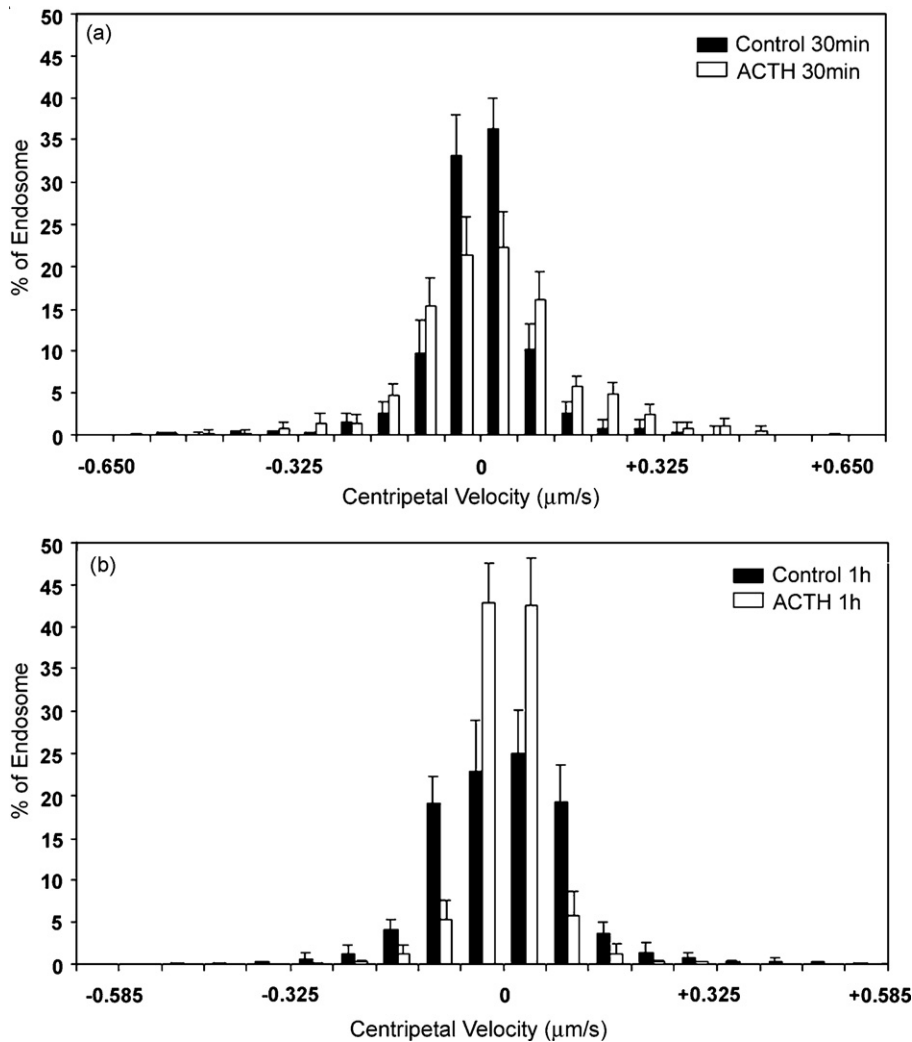 (a)
Control 30min
ACTH 30min
% of Endosome
50
45
40
35
30
25
20
15
10
5
0
-0.650 -0.325 0 +0.325 +0.650
Centripetal Velocity (μm/s)
(b)
Control 1h
ACTH 1h
% of Endosome
50
45
40
35
30
25
20
15
10
5
0
-0.585 -0.325 0 +0.325 +0.585
Centripetal Velocity (μm/s)